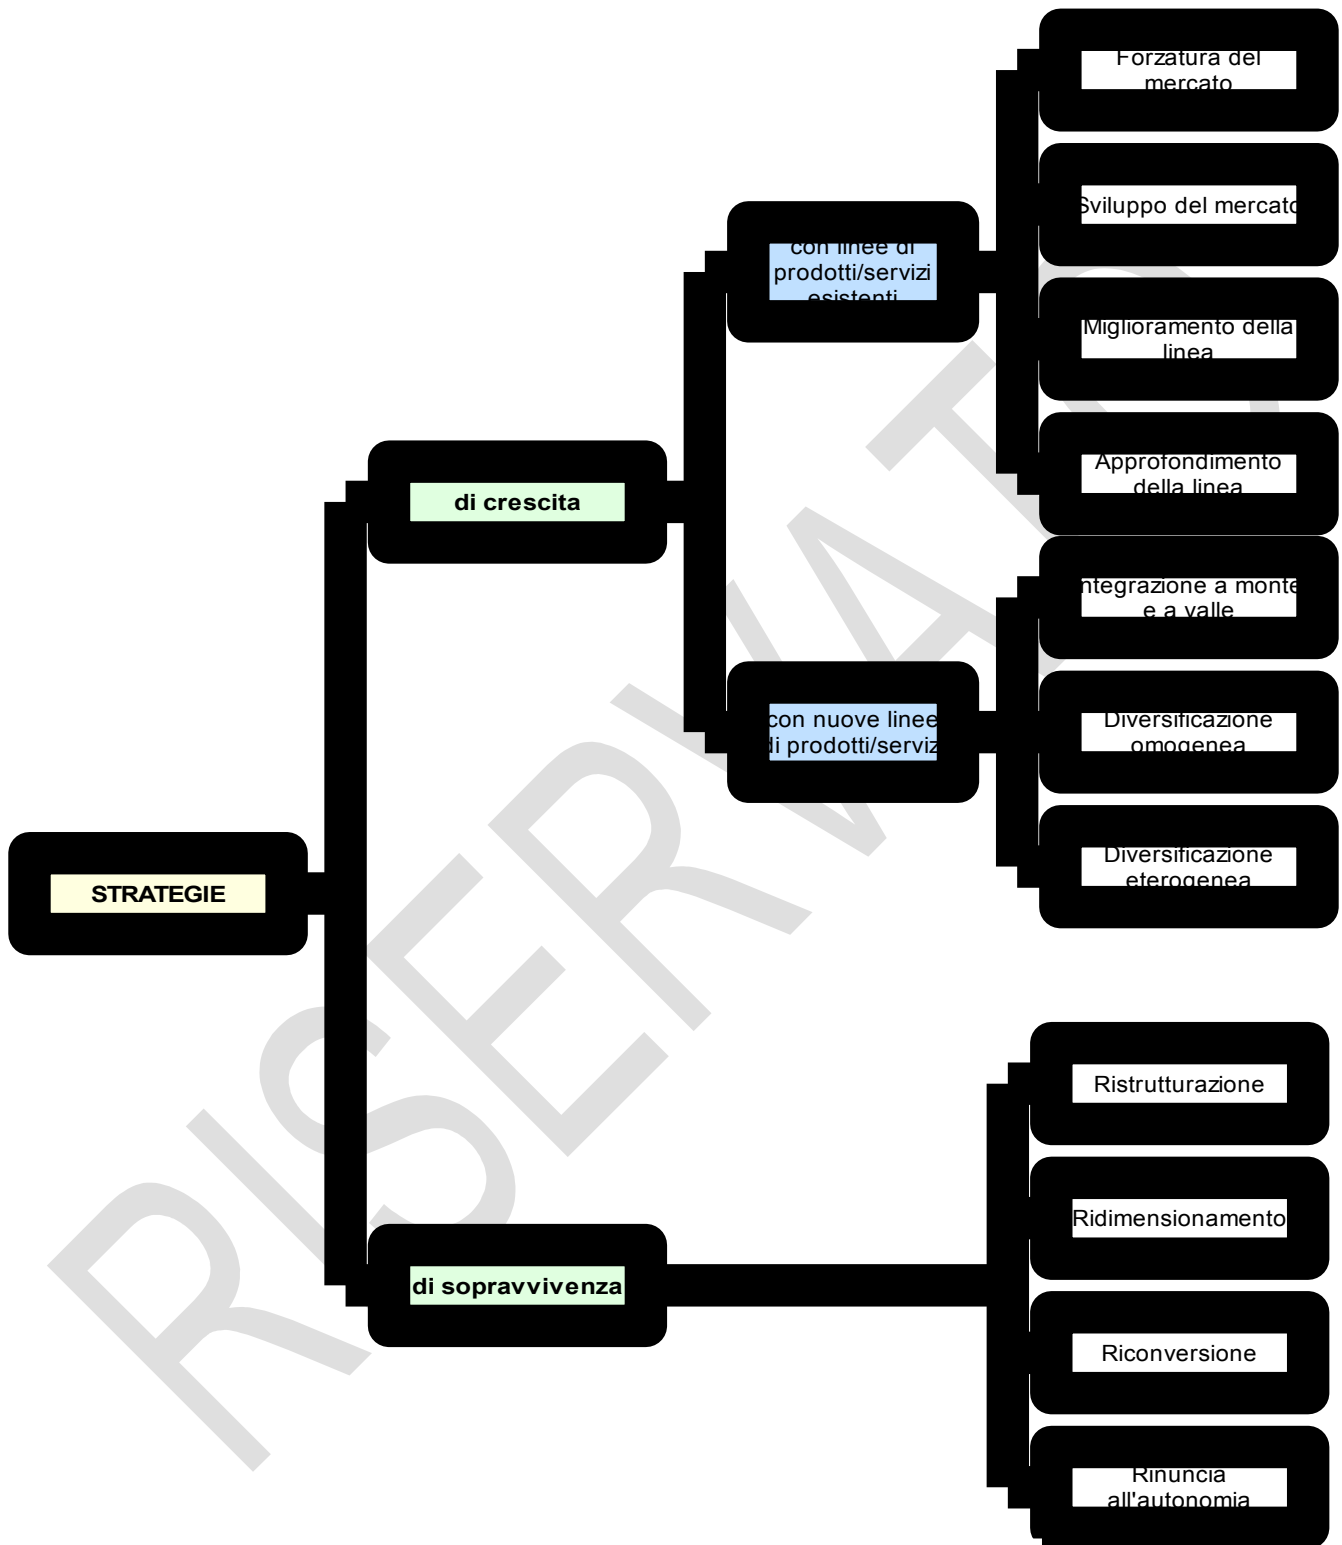 Forzatura del
mercato
Sviluppo del mercato
con linee di
prodotti/servizi
esistenti
Miglioramento della
linea
Approfondimento
della linea
di crescita
ntegrazione a monte
e a valle
con nuove linee
di prodotti/serviz
Diversificazione
omogenea
Diversificazione
eterogenea
STRATEGIE
Ristrutturazione
Ridimensionamento
di sopravvivenza
Riconversione
Rinuncia
all'autonomia
RISERVATO